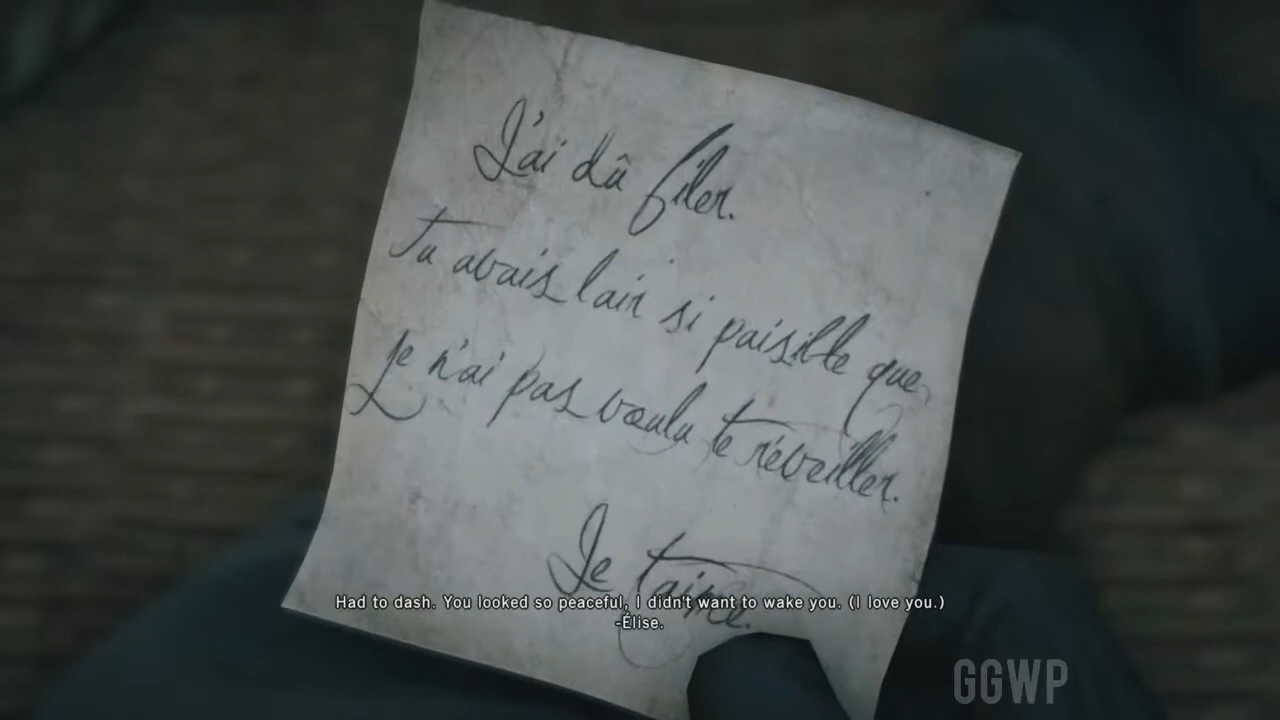 J'ai dû filer.
Tu avais l'air si paisible que
je n'ai pas voulu te réveiller.
Je t'aime.
Had to dash. You looked so peaceful, I didn't want to wake you. (I love you.)
-Élise.
GGWP